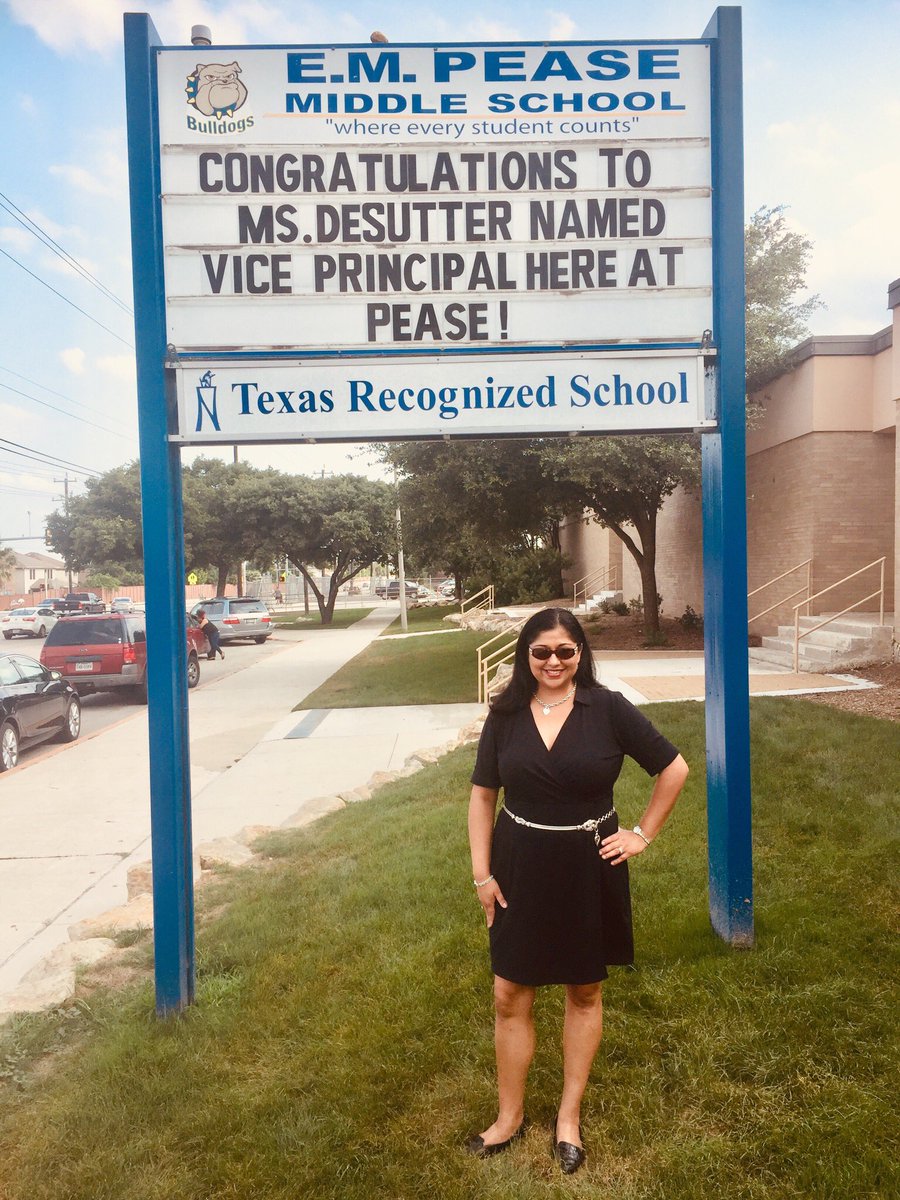 E.M. PEASE
MIDDLE SCHOOL
Bulldogs
"where every student counts"
CONGRATULATIONS TO
MS. DESUTTER NAMED
VICE PRINCIPAL HERE AT
PEASE!
N Texas Recognized School